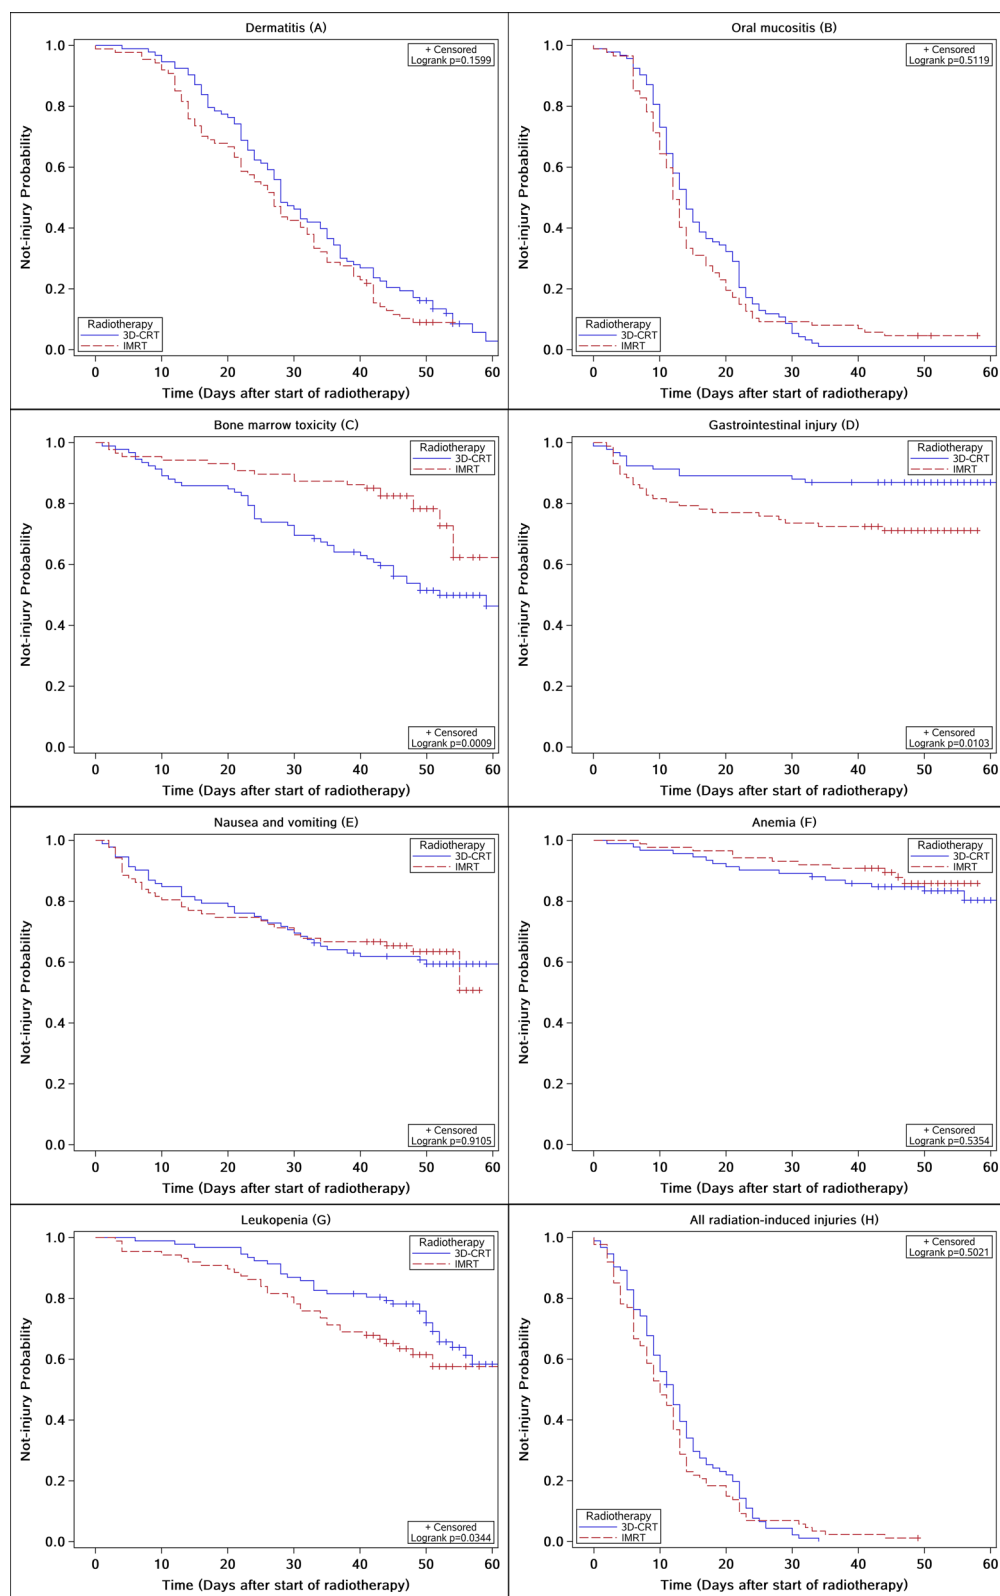 Dermatitis (A)
+ Censored
Logrank p=0.1599
1.0
0.8
0.6
0.4
0.2
0.0
Not-injury Probability
Radiotherapy
3D-CRT
IMRT
0 10 20 30 40 50 60
Time (Days after start of radiotherapy)
Oral mucositis (B)
+ Censored
Logrank p=0.5119
1.0
0.8
0.6
0.4
0.2
0.0
Not-injury Probability
Radiotherapy
3D-CRT
IMRT
0 10 20 30 40 50 60
Time (Days after start of radiotherapy)
Bone marrow toxicity (C)
Radiotherapy
3D-CRT
IMRT
1.0
0.8
0.6
0.4
0.2
0.0
Not-injury Probability
+ Censored
Logrank p=0.0009
0 10 20 30 40 50 60
Time (Days after start of radiotherapy)
Gastrointestinal injury (D)
Radiotherapy
3D-CRT
IMRT
1.0
0.8
0.6
0.4
0.2
0.0
Not-injury Probability
+ Censored
Logrank p=0.0103
0 10 20 30 40 50 60
Time (Days after start of radiotherapy)
Nausea and vomiting (E)
Radiotherapy
3D-CRT
IMRT
1.0
0.8
0.6
0.4
0.2
0.0
Not-injury Probability
+ Censored
Logrank p=0.9105
0 10 20 30 40 50 60
Time (Days after start of radiotherapy)
Anemia (F)
Radiotherapy
3D-CRT
IMRT
1.0
0.8
0.6
0.4
0.2
0.0
Not-injury Probability
+ Censored
Logrank p=0.5354
0 10 20 30 40 50 60
Time (Days after start of radiotherapy)
Leukopenia (G)
Radiotherapy
3D-CRT
IMRT
1.0
0.8
0.6
0.4
0.2
0.0
Not-injury Probability
+ Censored
Logrank p=0.0344
0 10 20 30 40 50 60
Time (Days after start of radiotherapy)
All radiation-induced injuries (H)
+ Censored
Logrank p=0.5021
1.0
0.8
0.6
0.4
0.2
0.0
Not-injury Probability
Radiotherapy
3D-CRT
IMRT
0 10 20 30 40 50 60
Time (Days after start of radiotherapy)